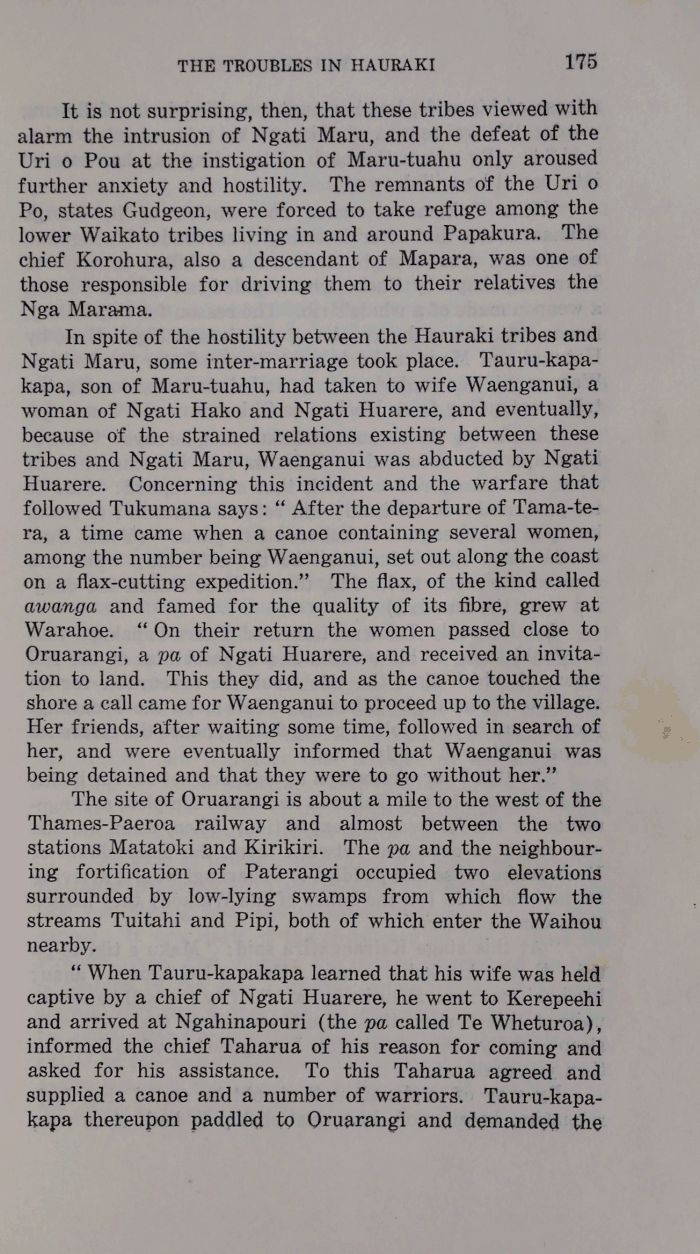 THE TROUBLES IN HAURAKI 175
It is not surprising, then, that these tribes viewed with
alarm the intrusion of Ngati Maru, and the defeat of the
Uri o Pou at the instigation of Maru-tuahu only aroused
further anxiety and hostility. The remnants of the Uri o
Po, states Gudgeon, were forced to take refuge among the
lower Waikato tribes living in and around Papakura. The
chief Korohura, also a descendant of Mapara, was one of
those responsible for driving them to their relatives the
Nga Marama.
In spite of the hostility between the Hauraki tribes and
Ngati Maru, some inter-marriage took place. Tauru-kapa-
kapa, son of Maru-tuahu, had taken to wife Waenganui, a
woman of Ngati Hako and Ngati Huarere, and eventually,
because of the strained relations existing between these
tribes and Ngati Maru, Waenganui was abducted by Ngati
Huarere. Concerning this incident and the warfare that
followed Tukumana says: “ After the departure of Tama-te-
ra, a time came when a canoe containing several women,
among the number being Waenganui, set out along the coast
on a flax-cutting expedition.” The flax, of the kind called
awanga and famed for the quality of its fibre, grew at
Warahoe. “ On their return the women passed close to
Oruarangi, a pa of Ngati Huarere, and received an invita-
tion to land. This they did, and as the canoe touched the
shore a call came for Waenganui to proceed up to the village.
Her friends, after waiting some time, followed in search of
her, and were eventually informed that Waenganui was
being detained and that they were to go without her.”
The site of Oruarangi is about a mile to the west of the
Thames-Paeroa railway and almost between the two
stations Matatoki and Kirikiri. The pa and the neighbour-
ing fortification of Paterangi occupied two elevations
surrounded by low-lying swamps from which flow the
streams Tuitahi and Pipi, both of which enter the Waihou
nearby.
“ When Tauru-kapakapa learned that his wife was held
captive by a chief of Ngati Huarere, he went to Kerepeehi
and arrived at Ngahinapouri (the pa called Te Wheturoa),
informed the chief Taharua of his reason for coming and
asked for his assistance. To this Taharua agreed and
supplied a canoe and a number of warriors. Tauru-kapa-
kapa thereupon paddled to Oruarangi and demanded the